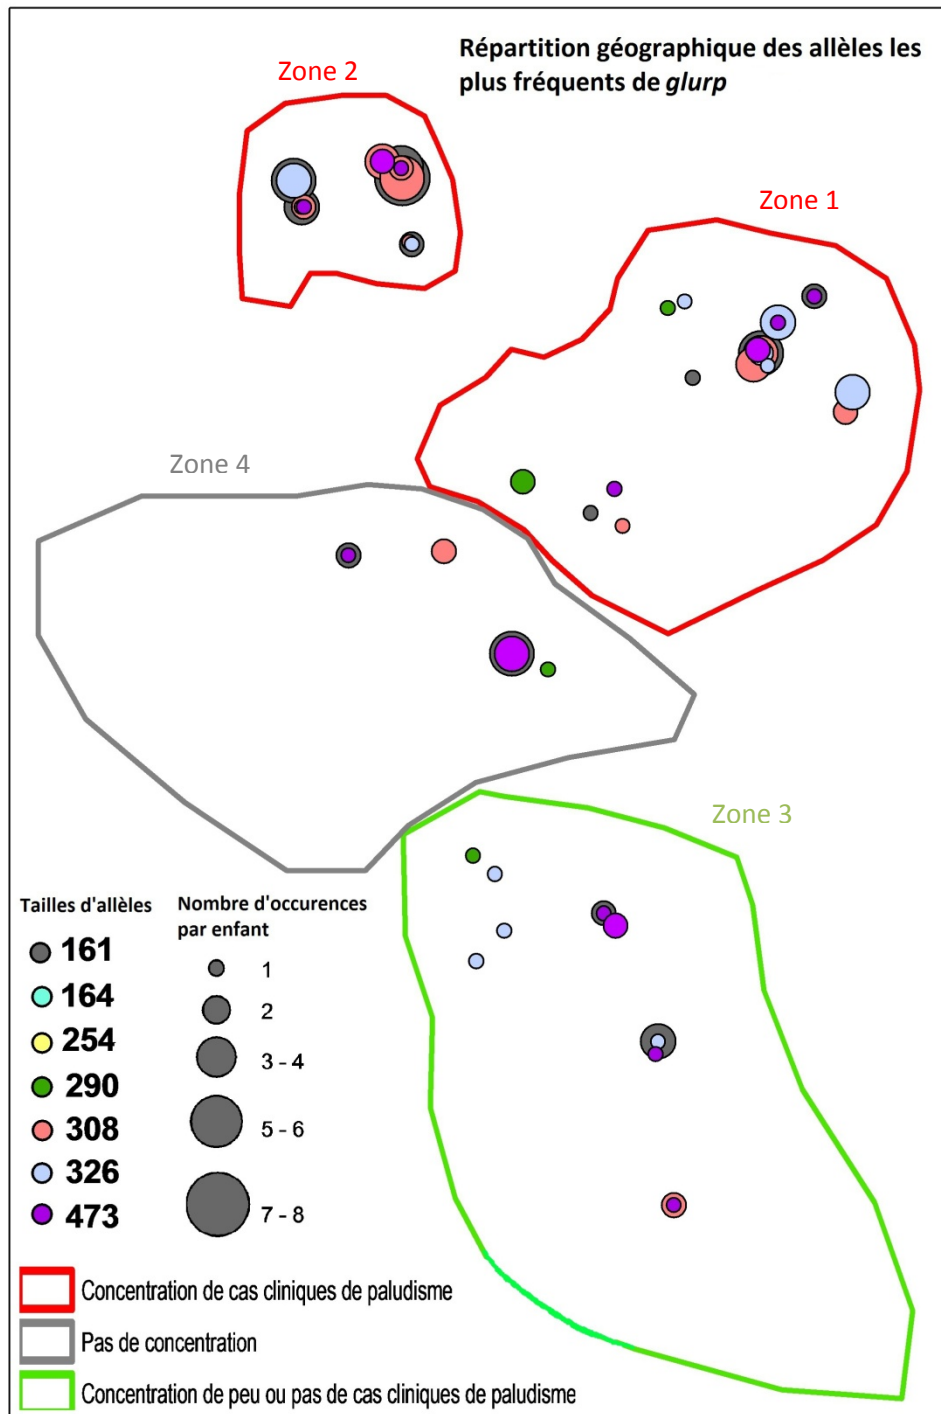 Répartition géographique des allèles les
plus fréquents de glurp
Zone 2
Zone 1
Zone 4
Zone 3
Tailles d'allèles
161
164
254
290
308
326
473
Nombre d'occurences
par enfant
1
2
3 - 4
5 - 6
7 - 8
Concentration de cas cliniques de paludisme
Pas de concentration
Concentration de peu ou pas de cas cliniques de paludisme